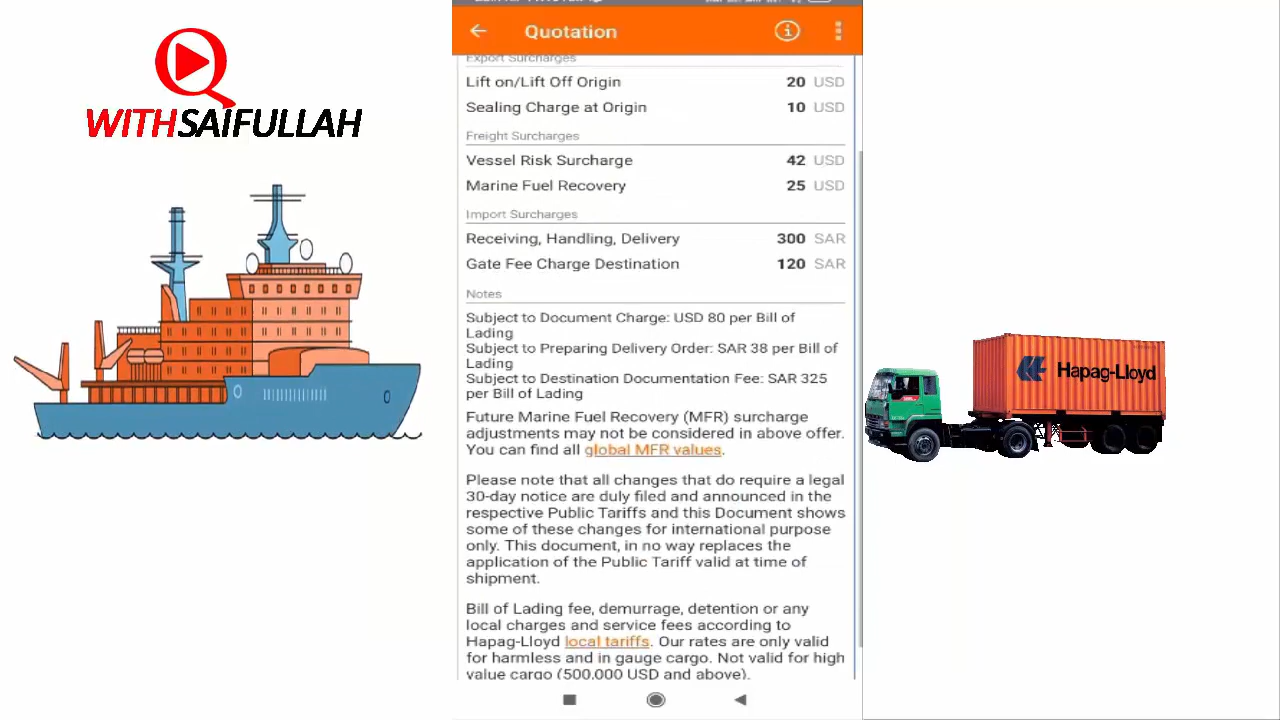 WITHSAIFULLAH
Quotation
Export Surcharges
Lift on/Lift Off Origin 20 USD
Sealing Charge at Origin 10 USD
Freight Surcharges
Vessel Risk Surcharge 42 USD
Marine Fuel Recovery 25 USD
Import Surcharges
Receiving, Handling, Delivery 300 SAR
Gate Fee Charge Destination 120 SAR
Notes
Subject to Document Charge: USD 80 per Bill of
Lading
Subject to Preparing Delivery Order: SAR 38 per Bill of
Lading
Subject to Destination Documentation Fee: SAR 325
per Bill of Lading
Future Marine Fuel Recovery (MFR) surcharge
adjustments may not be considered in above offer.
You can find all global MFR values.
Please note that all changes that do require a legal
30-day notice are duly filed and announced in the
respective Public Tariffs and this Document shows
some of these changes for international purpose
only. This document, in no way replaces the
application of the Public Tariff valid at time of
shipment.
Bill of Lading fee, demurrage, detention or any
local charges and service fees according to
Hapag-Lloyd local tariffs. Our rates are only valid
for harmless and in gauge cargo. Not valid for high
value cargo (500,000 USD and above).
Hapag-Lloyd